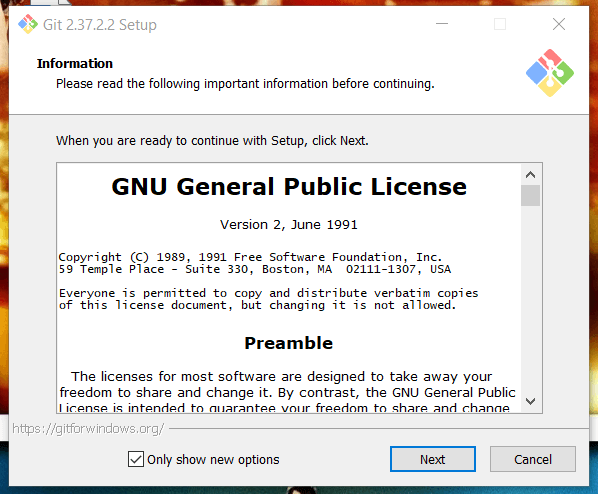 Git 2.37.2.2 Setup
Information
Please read the following important information before continuing.
When you are ready to continue with Setup, click Next.
GNU General Public License
Version 2, June 1991
Copyright (C) 1989, 1991 Free Software Foundation, Inc.
59 Temple Place - Suite 330, Boston, MA  02111-1307, USA
Everyone is permitted to copy and distribute verbatim copies
of this license document, but changing it is not allowed.
Preamble
The licenses for most software are designed to take away your
freedom to share and change it. By contrast, the GNU General Public
License is intended to guarantee your freedom to share and change
https://gitforwindows.org/
Only show new options
Next
Cancel